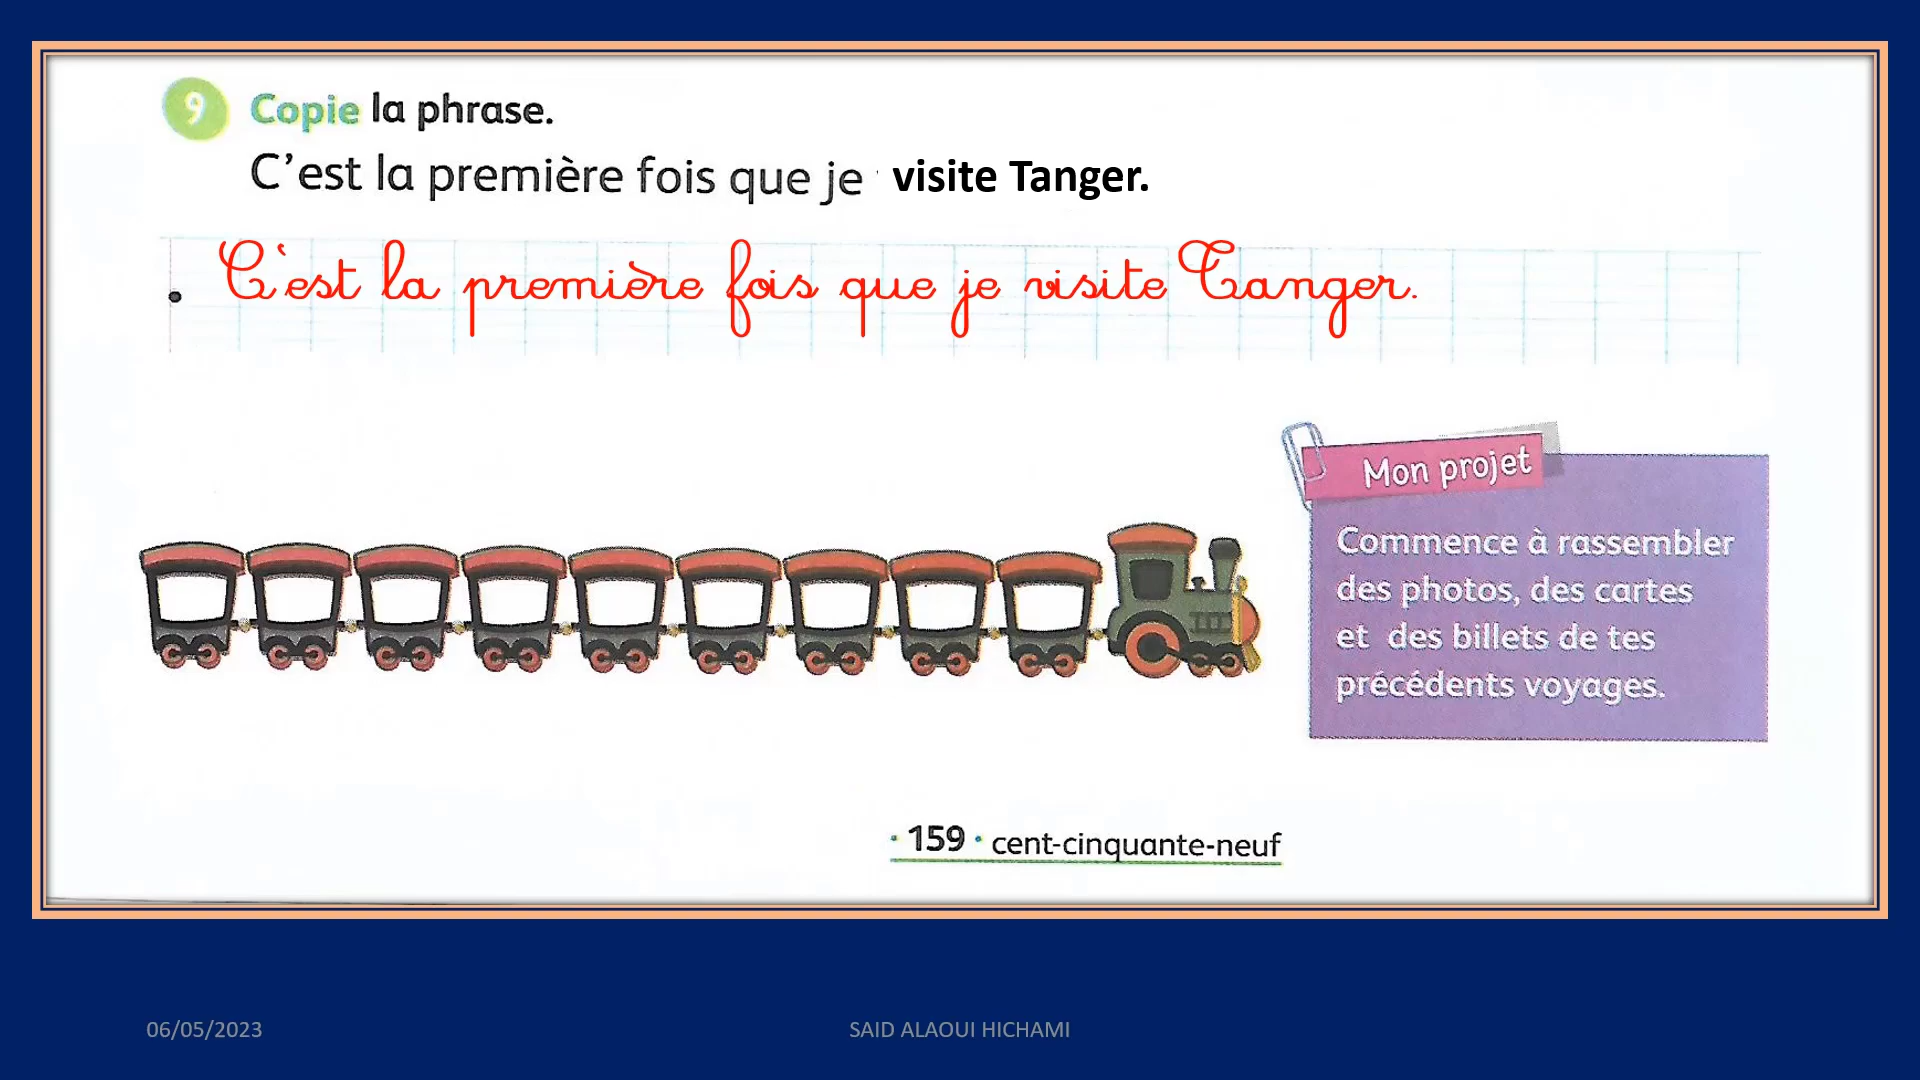 9 Copie la phrase.
C’est la première fois que je visite Tanger.
C'est la première fois que je visite Tanger.
Mon projet
Commence à rassembler
des photos, des cartes
et des billets de tes
précédents voyages.
· 159 · cent-cinquante-neuf
06/05/2023
SAID ALAOUI HICHAMI